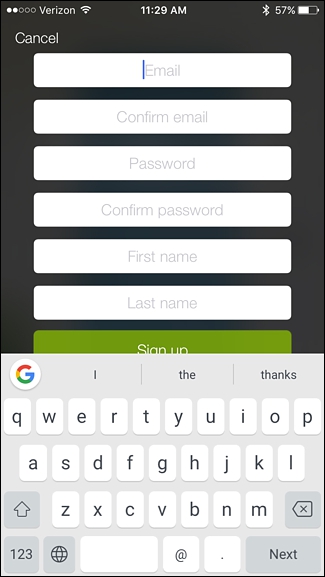 Verizon 11:29 AM 57%
Cancel
Email
Confirm email
Password
Confirm password
First name
Last name
Sign up
G I the thanks
q w e r t y u i o p
a s d f g h j k l
z x c v b n m
123 @ . Next